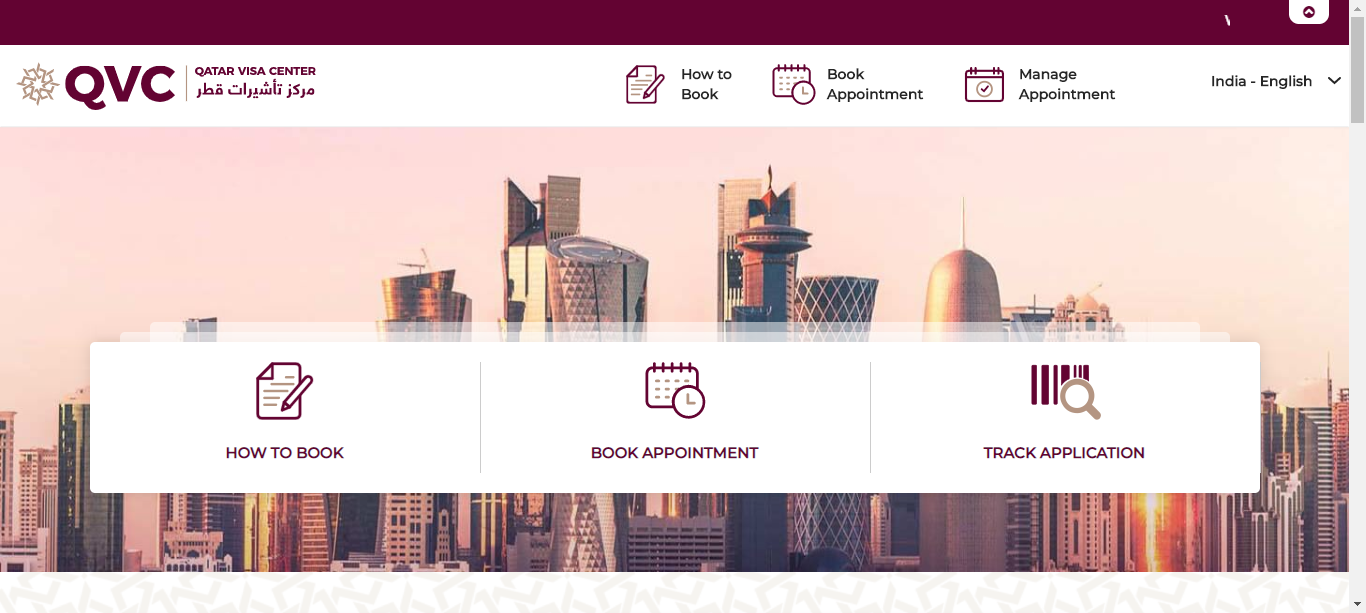 QVC
QATAR VISA CENTER
مركز تأشيرات قطر
How to
Book
Book
Appointment
Manage
Appointment
India - English
HOW TO BOOK
BOOK APPOINTMENT
TRACK APPLICATION